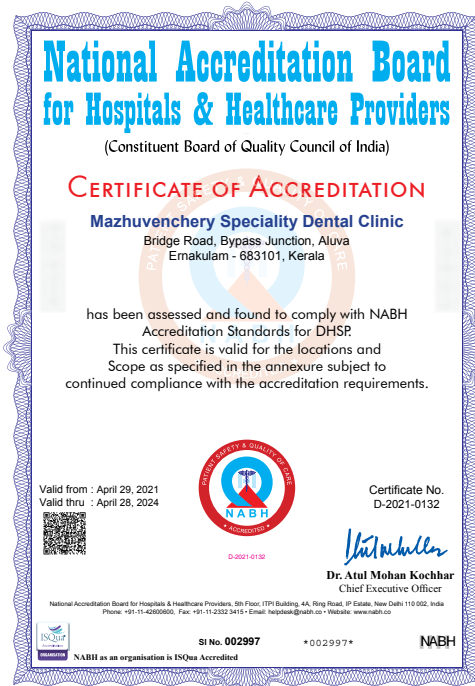 National Accreditation Board
for Hospitals & Healthcare Providers
(Constituent Board of Quality Council of India)
CERTIFICATE OF ACCREDITATION
Mazhuvenchery Speciality Dental Clinic
Bridge Road, Bypass Junction, Aluva
Ernakulam - 683101, Kerala
has been assessed and found to comply with NABH
Accreditation Standards for DHSP.
This certificate is valid for the locations and
Scope as specified in the annexure subject to
continued compliance with the accreditation requirements.
PATIENT SAFETY & QUALITY OF CARE
NABH
• ACCREDITED •
D-2021-0132
Valid from : April 29, 2021
Valid thru : April 28, 2024
Certificate No.
D-2021-0132
Dr. Atul Mohan Kochhar
Chief Executive Officer
National Accreditation Board for Hospitals & Healthcare Providers, 5th Floor, ITPI Building, 4A, Ring Road, IP Estate, New Delhi 110 002, India
Phone: +91-11-42600600, Fax: +91-11-2332 3415 • Email: helpdesk@nabh.co • Website: www.nabh.co
ISQua
Accreditation
ORGANISATION
SI No. 002997
*002997*
NABH
NABH as an organisation is ISQua Accredited